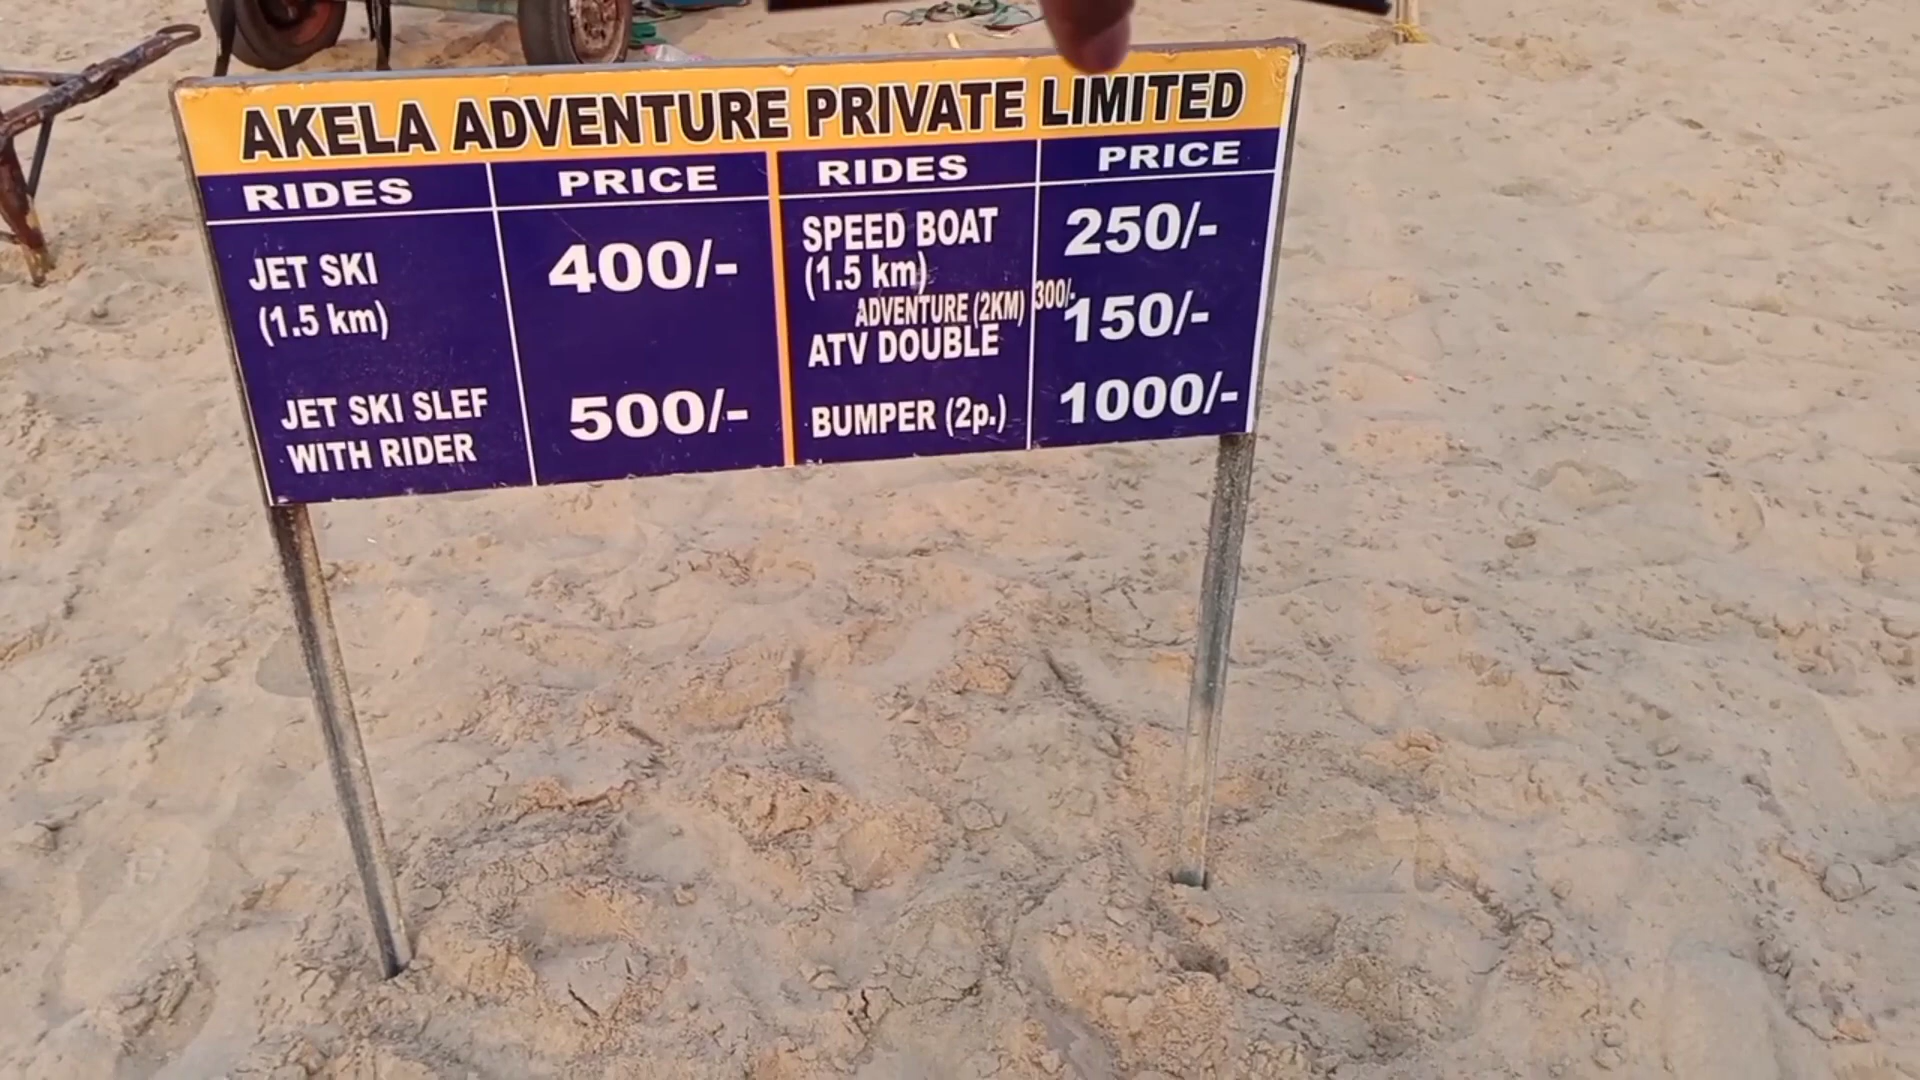 AKELA ADVENTURE PRIVATE LIMITED
RIDES PRICE RIDES PRICE
JET SKI
(1.5 km)
400/-
JET SKI SLEF
WITH RIDER
500/-
SPEED BOAT
(1.5 km)
250/-
ADVENTURE (2KM) 300/-
ATV DOUBLE
150/-
BUMPER (2p.)
1000/-